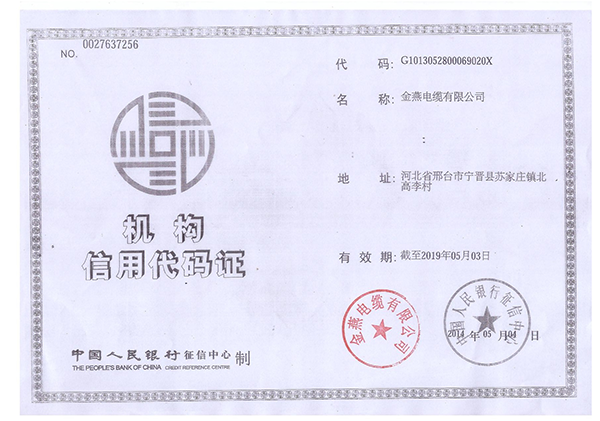 NO. 0027637256
代 码: G1013052800069020X
名 称: 金燕电缆有限公司
:
地 址: 河北省邢台市宁晋县苏家庄镇北
高李村
机构
信用代码证
有效期: 截至2019年05月03日
金燕电缆有限公司
中国人民银行征信中心
2014 年 05 月 04 日
中国人民银行征信中心 制
THE PEOPLE'S BANK OF CHINA CREDIT REFERENCE CENTRE